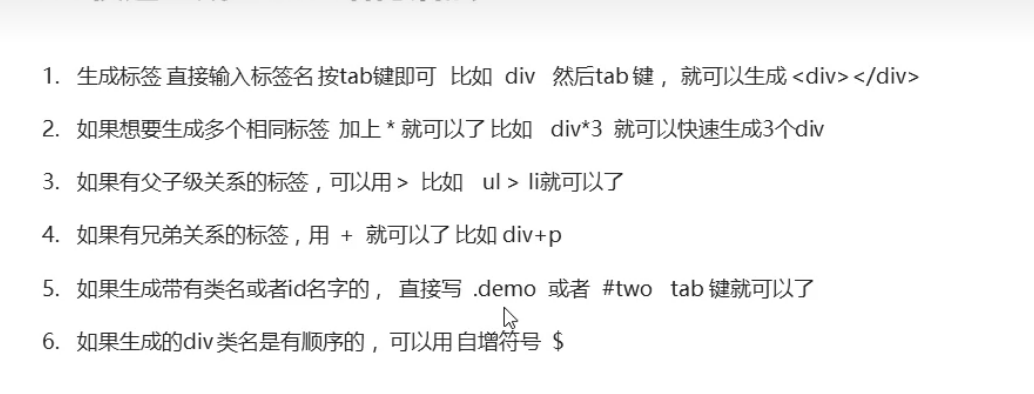 1. 生成标签 直接输入标签名 按tab键即可 比如 div 然后tab 键， 就可以生成 <div></div>
2. 如果想要生成多个相同标签 加上 * 就可以了 比如 div*3 就可以快速生成3个div
3. 如果有父子级关系的标签，可以用 > 比如 ul > li就可以了
4. 如果有兄弟关系的标签，用 + 就可以了 比如 div+p
5. 如果生成带有类名或者id名字的， 直接写 .demo 或者 #two tab 键就可以了
6. 如果生成的div 类名是有顺序的， 可以用 自增符号 $